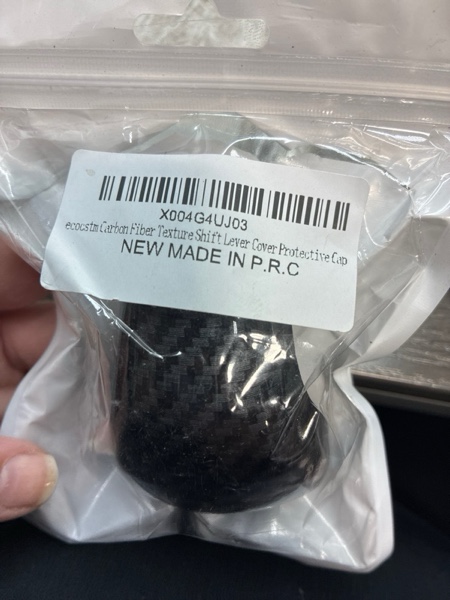 X004G4UJ03
ecocstm Carbon Fiber Texture Shift Lever Cover Protective Cap
NEW MADE IN P.R.C